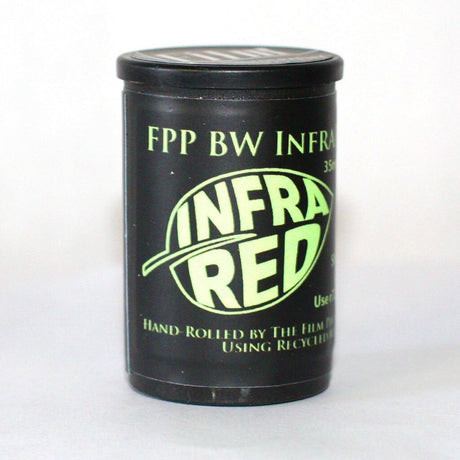 FPP BW INFRA
35m
INFRA
RED
S
Use r
HAND-ROLLED BY THE FILM P
USING RECYCLED